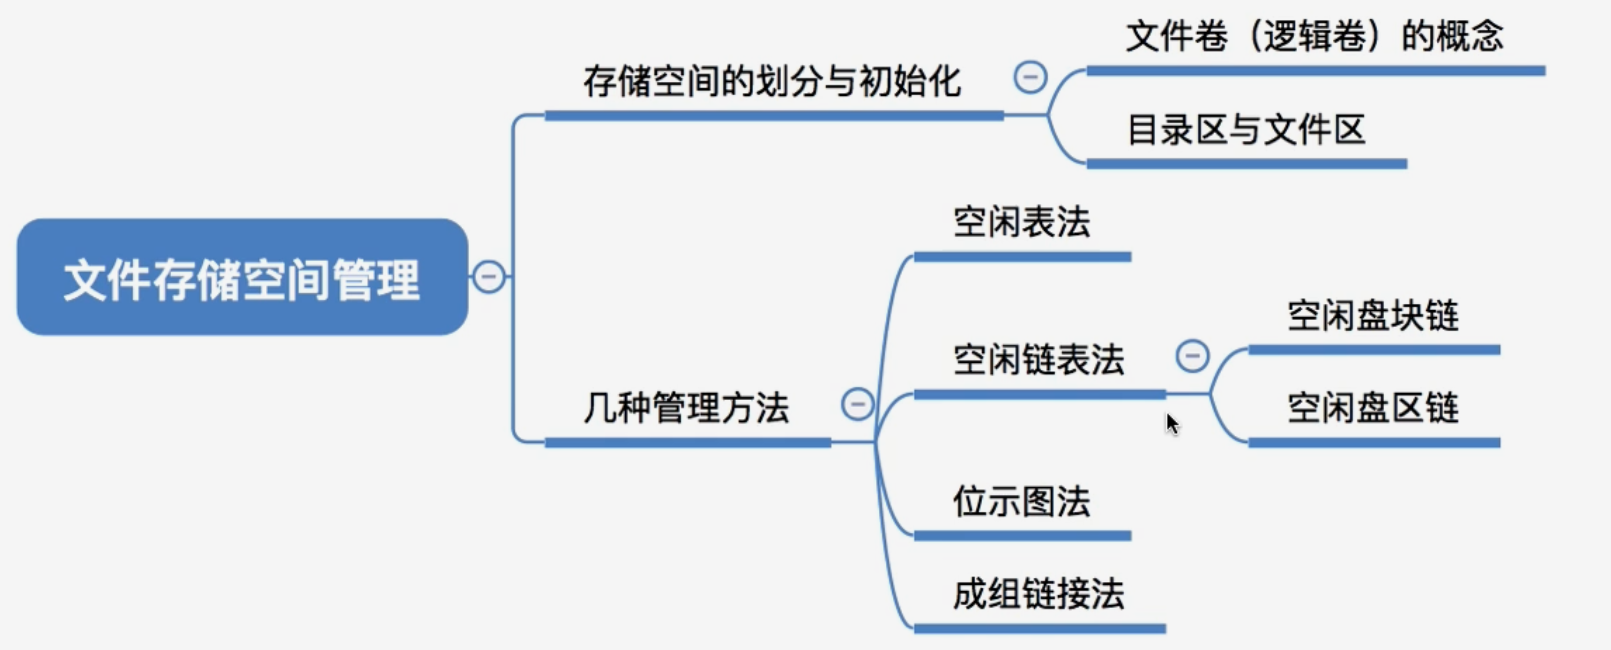 文件卷（逻辑卷）的概念
存储空间的划分与初始化
目录区与文件区
空闲表法
文件存储空间管理
空闲盘块链
空闲链表法
几种管理方法
空闲盘区链
位示图法
成组链接法